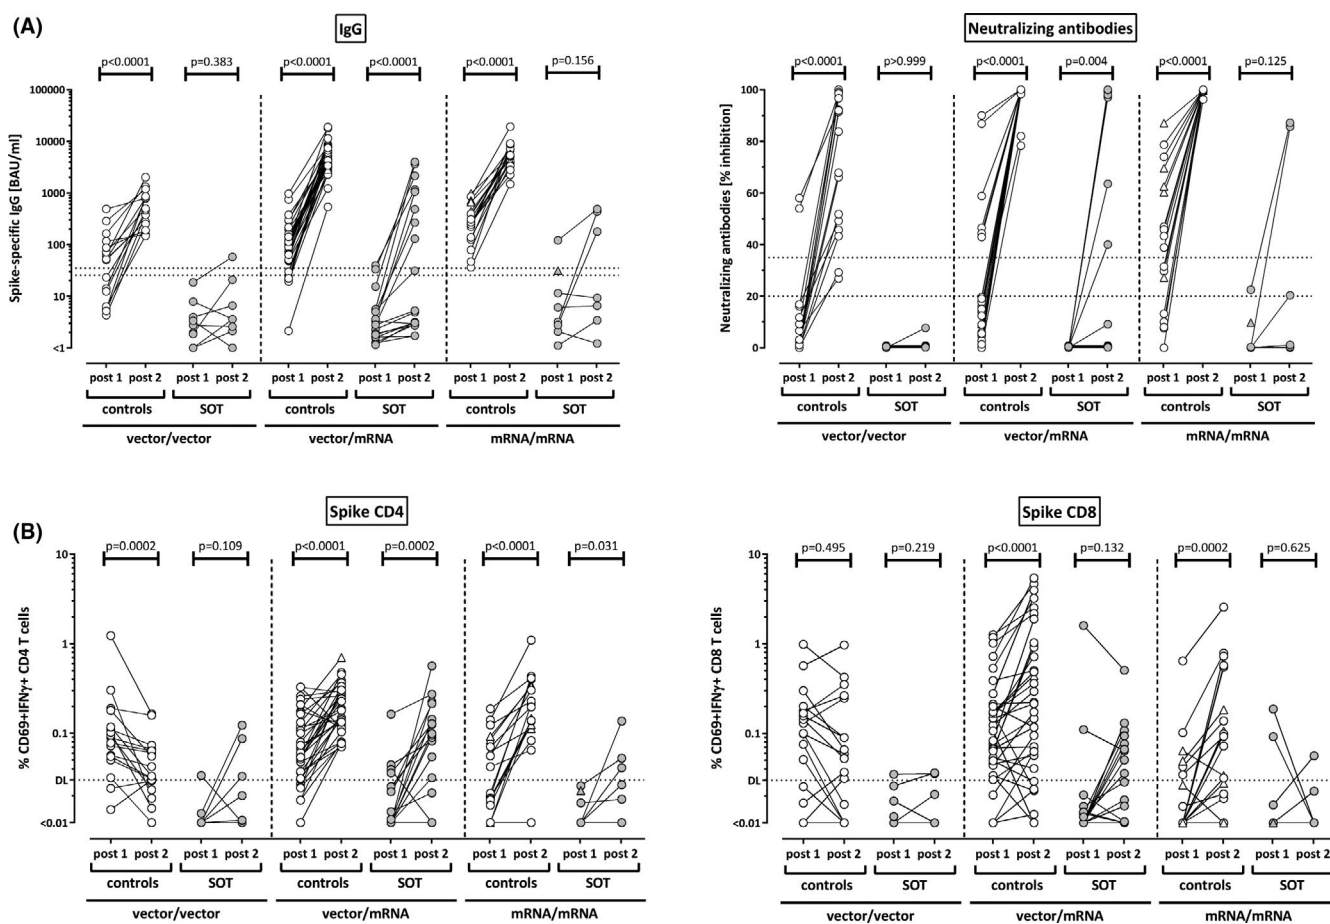 (A)
IgG
p<0.0001 p=0.383 p<0.0001 p<0.0001 p<0.0001 p=0.156
Spike-specific IgG [BAU/ml]
100000
10000
1000
100
10
<1
post 1 post 2 post 1 post 2 post 1 post 2 post 1 post 2 post 1 post 2 post 1 post 2
controls SOT controls SOT controls SOT
vector/vector vector/mRNA mRNA/mRNA
Neutralizing antibodies
p<0.0001 p>0.999 p<0.0001 p=0.004 p<0.0001 p=0.125
Neutralizing antibodies [% inhibition]
100
80
60
40
20
0
post 1 post 2 post 1 post 2 post 1 post 2 post 1 post 2 post 1 post 2 post 1 post 2
controls SOT controls SOT controls SOT
vector/vector vector/mRNA mRNA/mRNA
(B)
Spike CD4
p=0.0002 p=0.109 p<0.0001 p=0.0002 p<0.0001 p=0.031
% CD69+IFNγ+ CD4 T cells
10
1
0.1
DL
<0.01
post 1 post 2 post 1 post 2 post 1 post 2 post 1 post 2 post 1 post 2 post 1 post 2
controls SOT controls SOT controls SOT
vector/vector vector/mRNA mRNA/mRNA
Spike CD8
p=0.495 p=0.219 p<0.0001 p=0.132 p=0.0002 p=0.625
% CD69+IFNγ+ CD8 T cells
10
1
0.1
DL
<0.01
post 1 post 2 post 1 post 2 post 1 post 2 post 1 post 2 post 1 post 2 post 1 post 2
controls SOT controls SOT controls SOT
vector/vector vector/mRNA mRNA/mRNA